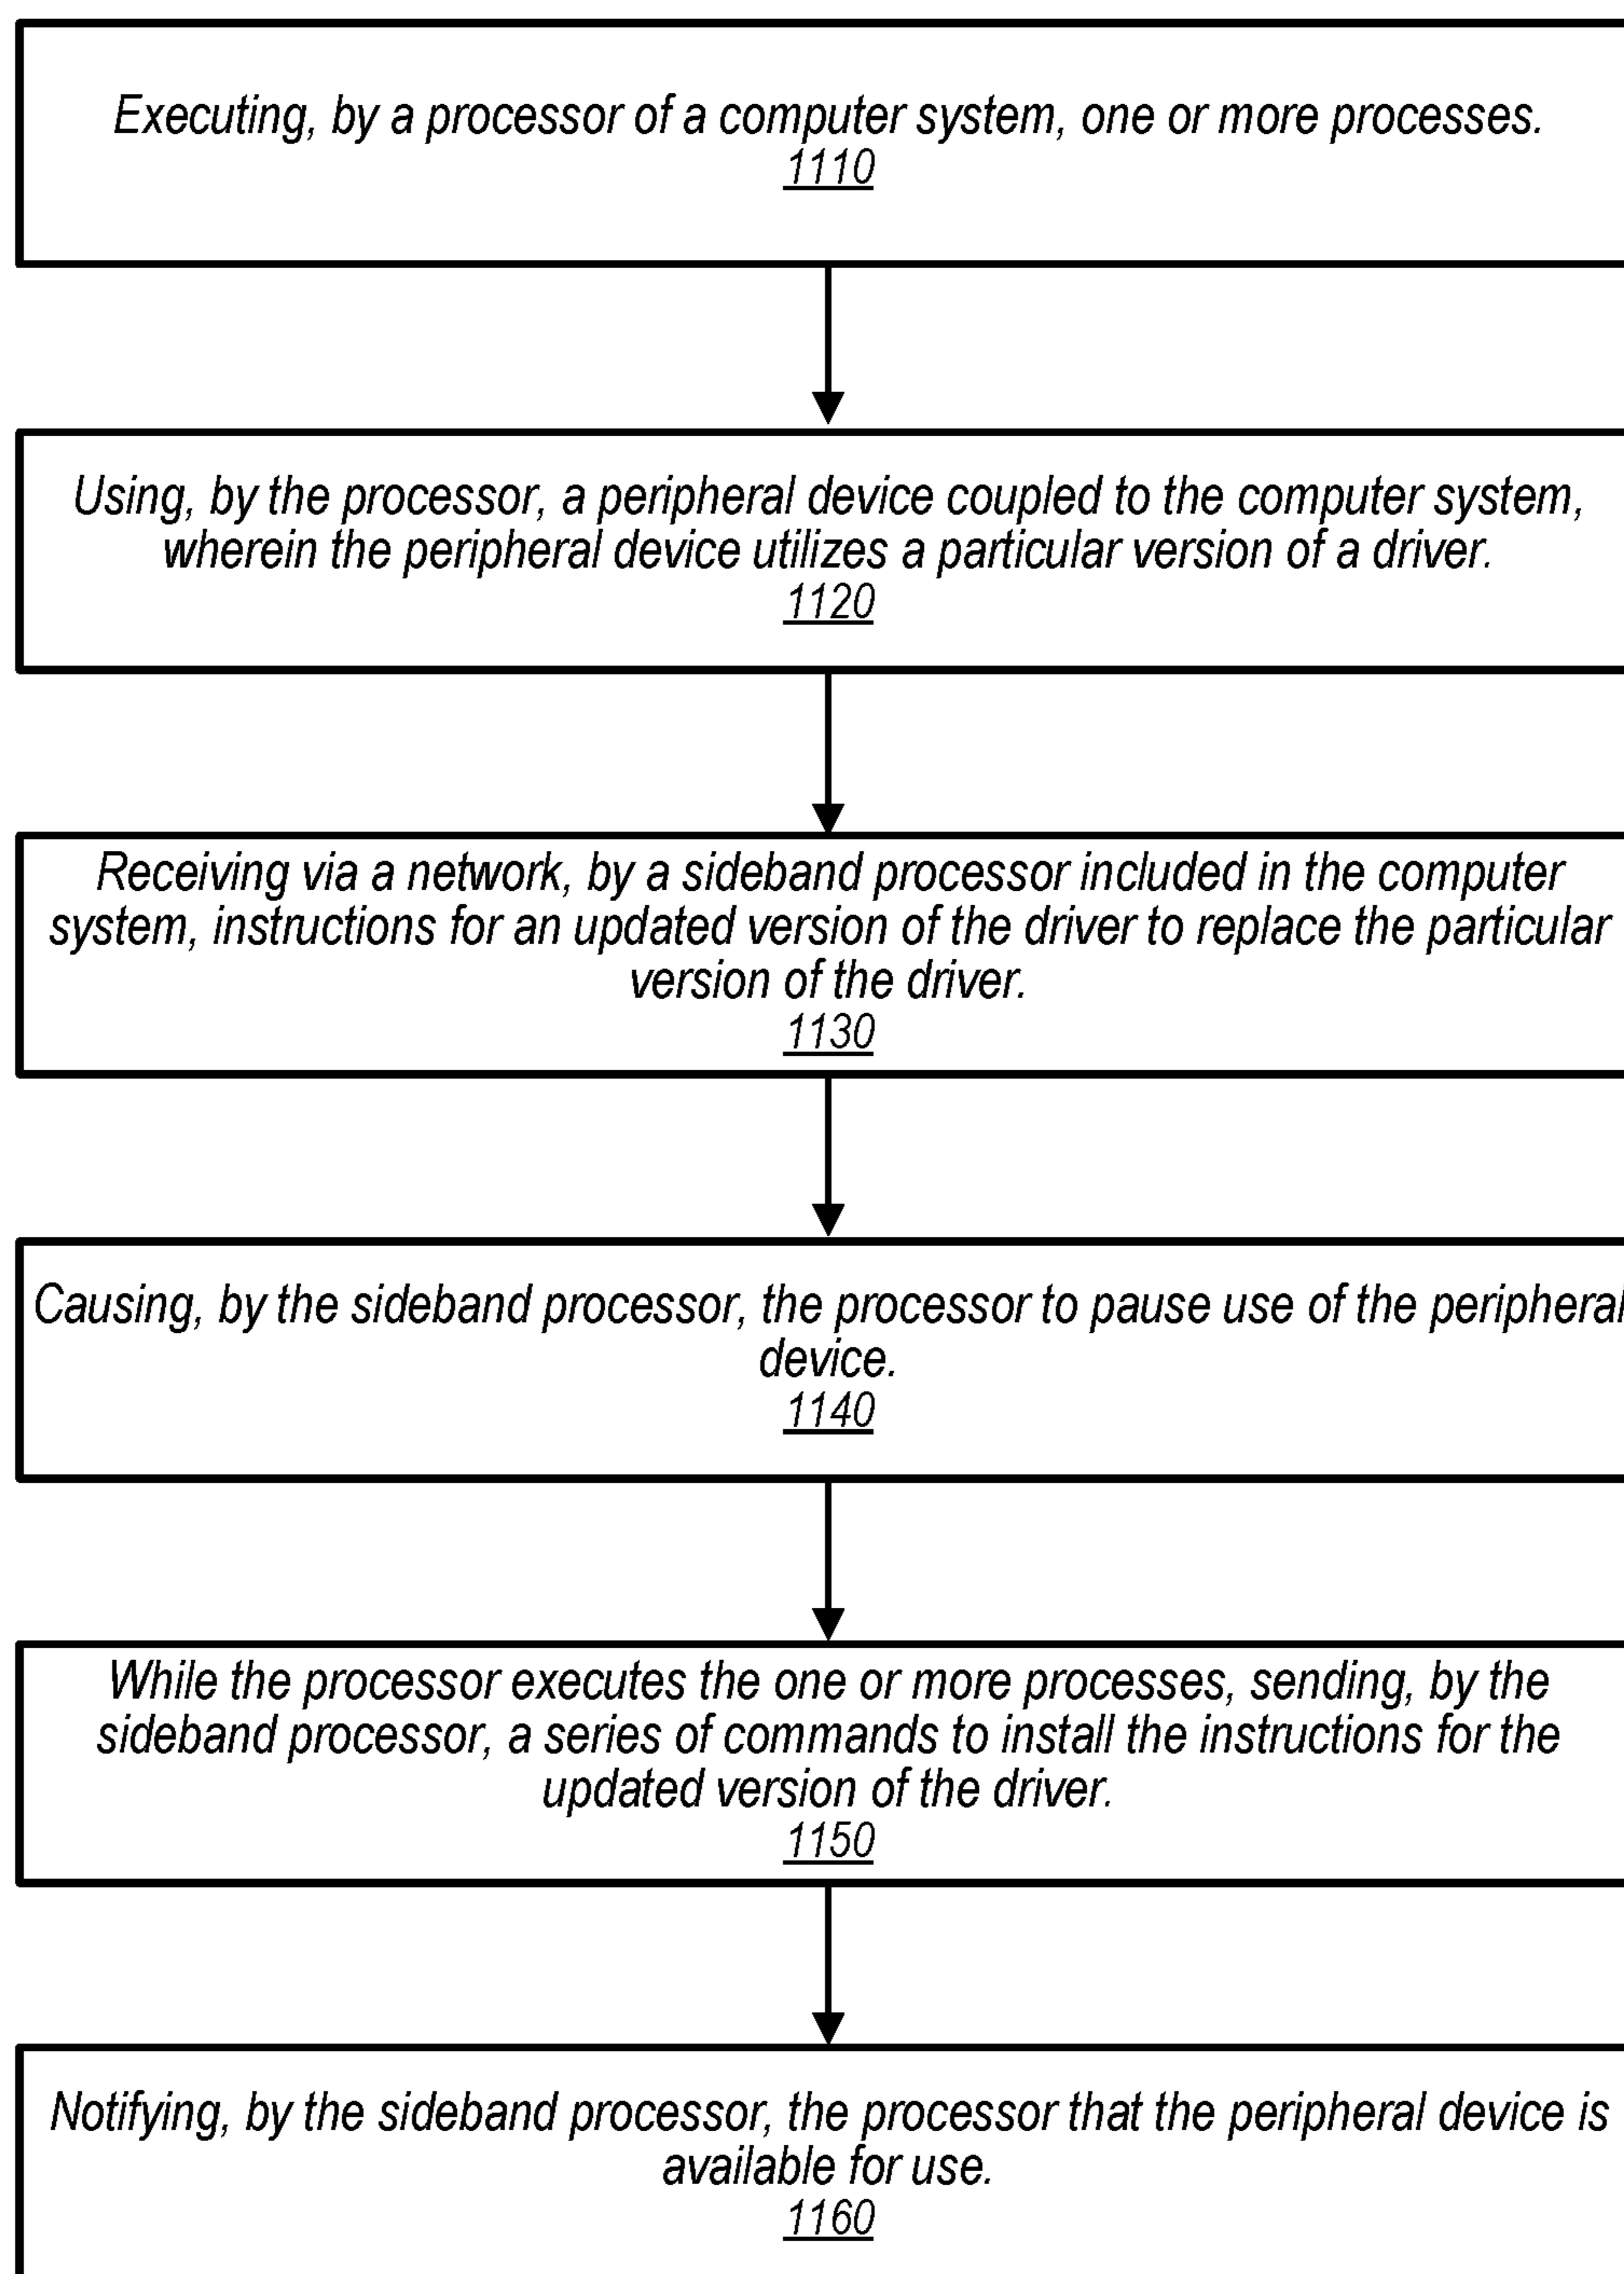 Executing, by a processor of a computer system, one or more processes.
1110
Using, by the processor, a peripheral device coupled to the computer system,
wherein the peripheral device utilizes a particular version of a driver.
1120
Receiving via a network, by a sideband processor included in the computer
system, instructions for an updated version of the driver to replace the particular
version of the driver.
1130
Causing, by the sideband processor, the processor to pause use of the peripheral
device.
1140
While the processor executes the one or more processes, sending, by the
sideband processor, a series of commands to install the instructions for the
updated version of the driver.
1150
Notifying, by the sideband processor, the processor that the peripheral device is
available for use.
1160